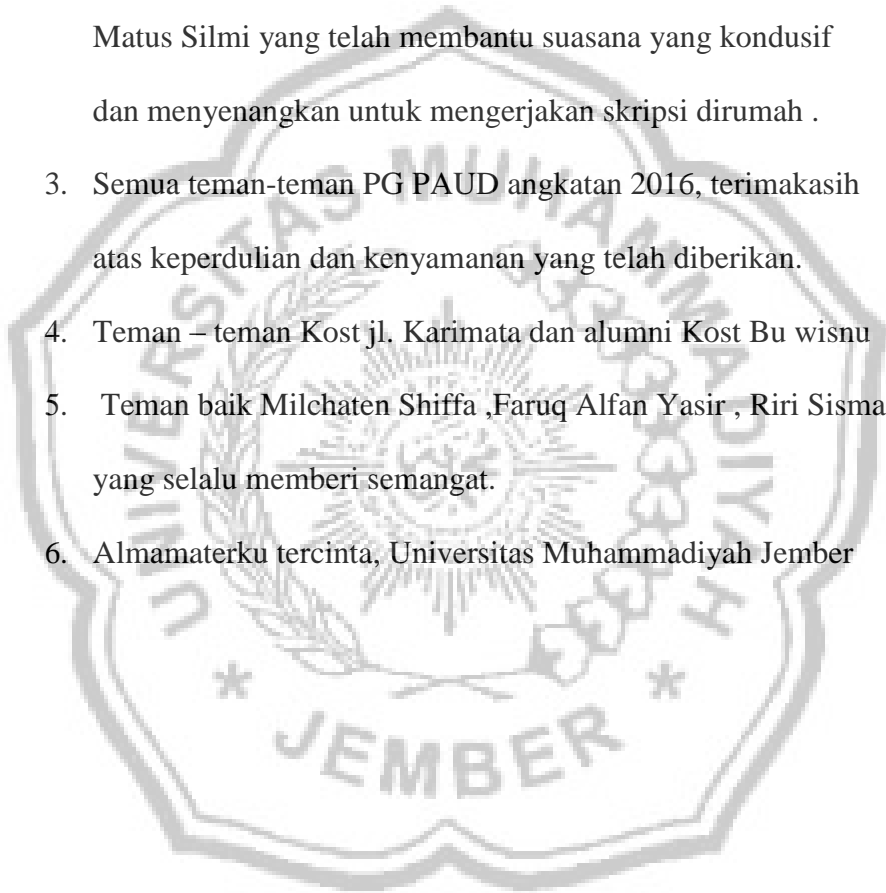 Matus Silmi yang telah membantu suasana yang kondusif
dan menyenangkan untuk mengerjakan skripsi dirumah .
3. Semua teman-teman PG PAUD angkatan 2016, terimakasih
atas keperdulian dan kenyamanan yang telah diberikan.
4. Teman – teman Kost jl. Karimata dan alumni Kost Bu wisnu
5. Teman baik Milchaten Shiffa ,Faruq Alfan Yasir , Riri Sisma
yang selalu memberi semangat.
6. Almamaterku tercinta, Universitas Muhammadiyah Jember
UNIVERSITAS MUHAMMADIYAH
* JEMBER *